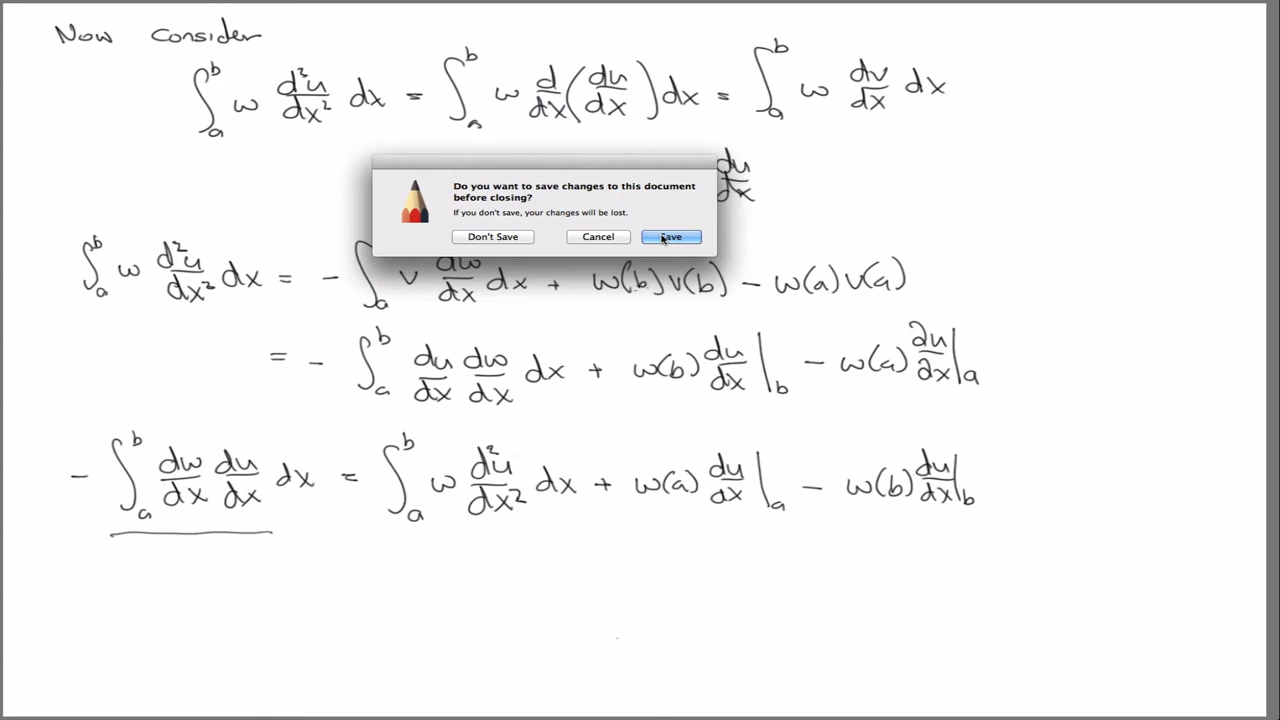 Now Consider
∫_a^b w d²u/dx² dx = ∫_a^b w d/dx (du/dx) dx = ∫_a^b w dv/dx dx
du/dx
Do you want to save changes to this document
before closing?
If you don't save, your changes will be lost.
Don't Save Cancel Save
∫_a^b w d²u/dx² dx = - ∫_a v dw/dx dx + w(b)v(b) - w(a)v(a)
= - ∫_a^b du/dx dw/dx dx + w(b) du/dx|_b - w(a) ∂u/∂x|_a
- ∫_a^b dw/dx du/dx dx = ∫_a^b w d²u/dx² dx + w(a) du/dx|_a - w(b) du/dx|_b